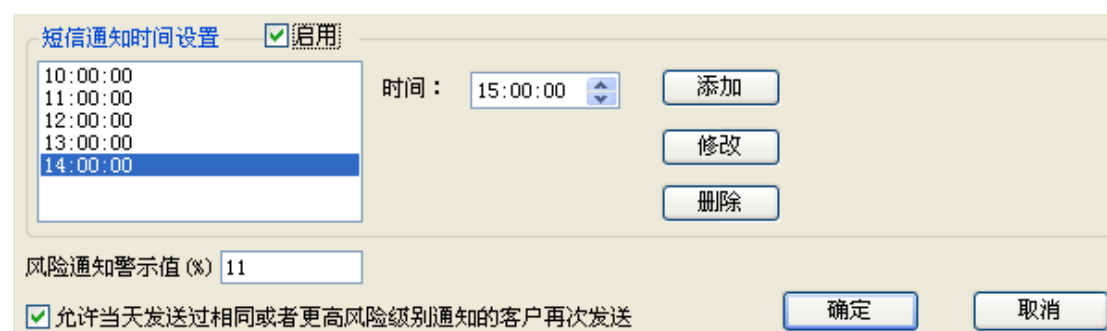 短信通知时间设置 启用
10:00:00
11:00:00
12:00:00
13:00:00
14:00:00
时间： 15:00:00 添加
修改
删除
风险通知警示值(%) 11
允许当天发送过相同或者更高风险级别通知的客户再次发送 确定 取消